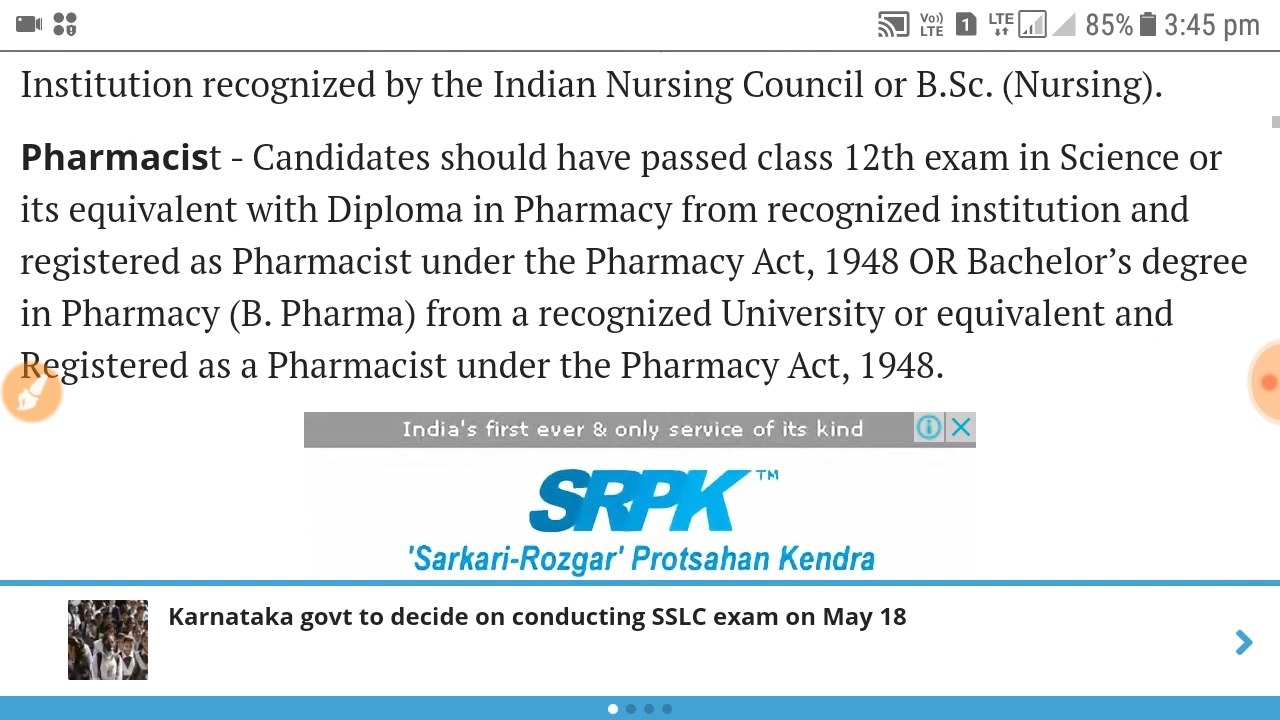 Vo)) LTE 1 LTE 85% 3:45 pm
Institution recognized by the Indian Nursing Council or B.Sc. (Nursing).
Pharmacist - Candidates should have passed class 12th exam in Science or
its equivalent with Diploma in Pharmacy from recognized institution and
registered as Pharmacist under the Pharmacy Act, 1948 OR Bachelor’s degree
in Pharmacy (B. Pharma) from a recognized University or equivalent and
Registered as a Pharmacist under the Pharmacy Act, 1948.
India's first ever & only service of its kind
SRPK™
'Sarkari-Rozgar' Protsahan Kendra
Karnataka govt to decide on conducting SSLC exam on May 18